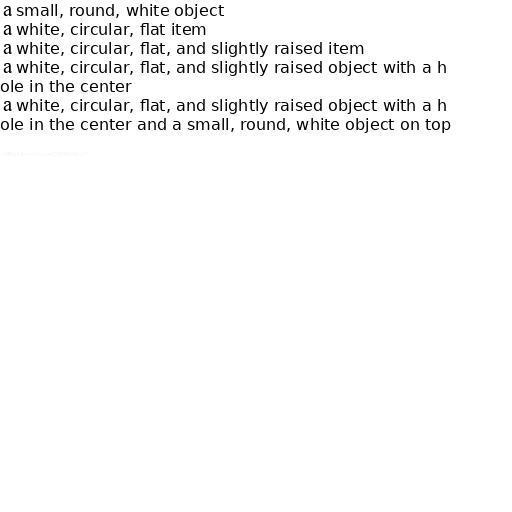 a small, round, white object
a white, circular, flat item
a white, circular, flat, and slightly raised item
a white, circular, flat, and slightly raised object with a h
ole in the center
a white, circular, flat, and slightly raised object with a h
ole in the center and a small, round, white object on top